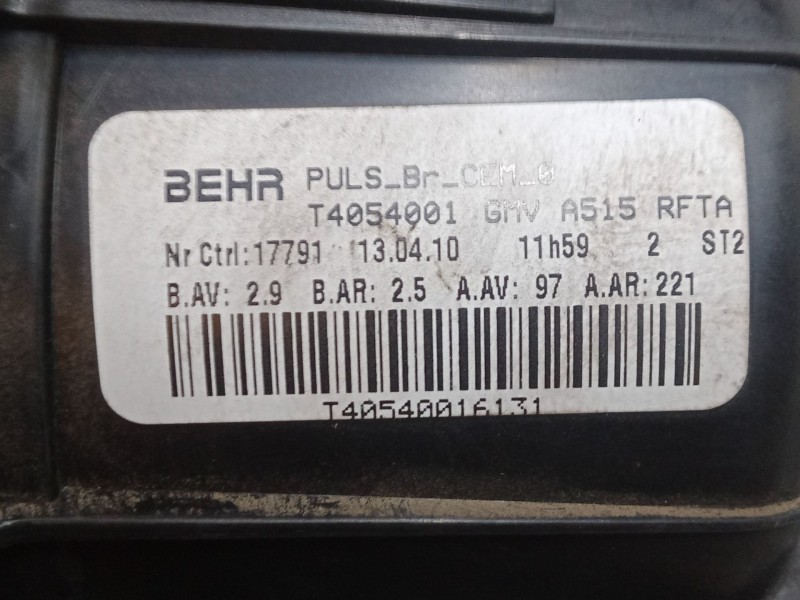 BEHR PULS_Br_CEM_0
T4054001 GMV A515 RFTA
Nr Ctrl:17791 13.04.10 11h59 2 ST2
B.AV: 2.9 B.AR: 2.5 A.AV: 97 A.AR: 221
T40540016131